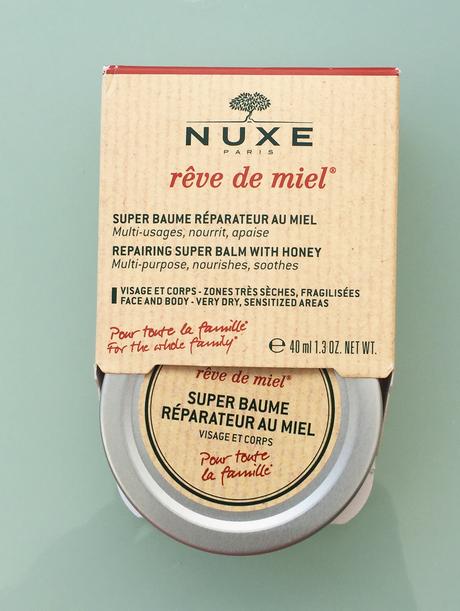 NUXE
PARIS
rêve de miel®
SUPER BAUME RÉPARATEUR AU MIEL
Multi-usages, nourrit, apaise
REPAIRING SUPER BALM WITH HONEY
Multi-purpose, nourishes, soothes
VISAGE ET CORPS - ZONES TRÈS SÈCHES, FRAGILISÉES
FACE AND BODY - VERY DRY, SENSITIZED AREAS
Pour toute la famille*
For the whole family*
℮ 40 ml 1.3 OZ. NET WT.
rêve de miel®
SUPER BAUME
RÉPARATEUR AU MIEL
VISAGE ET CORPS
Pour toute
la famille*